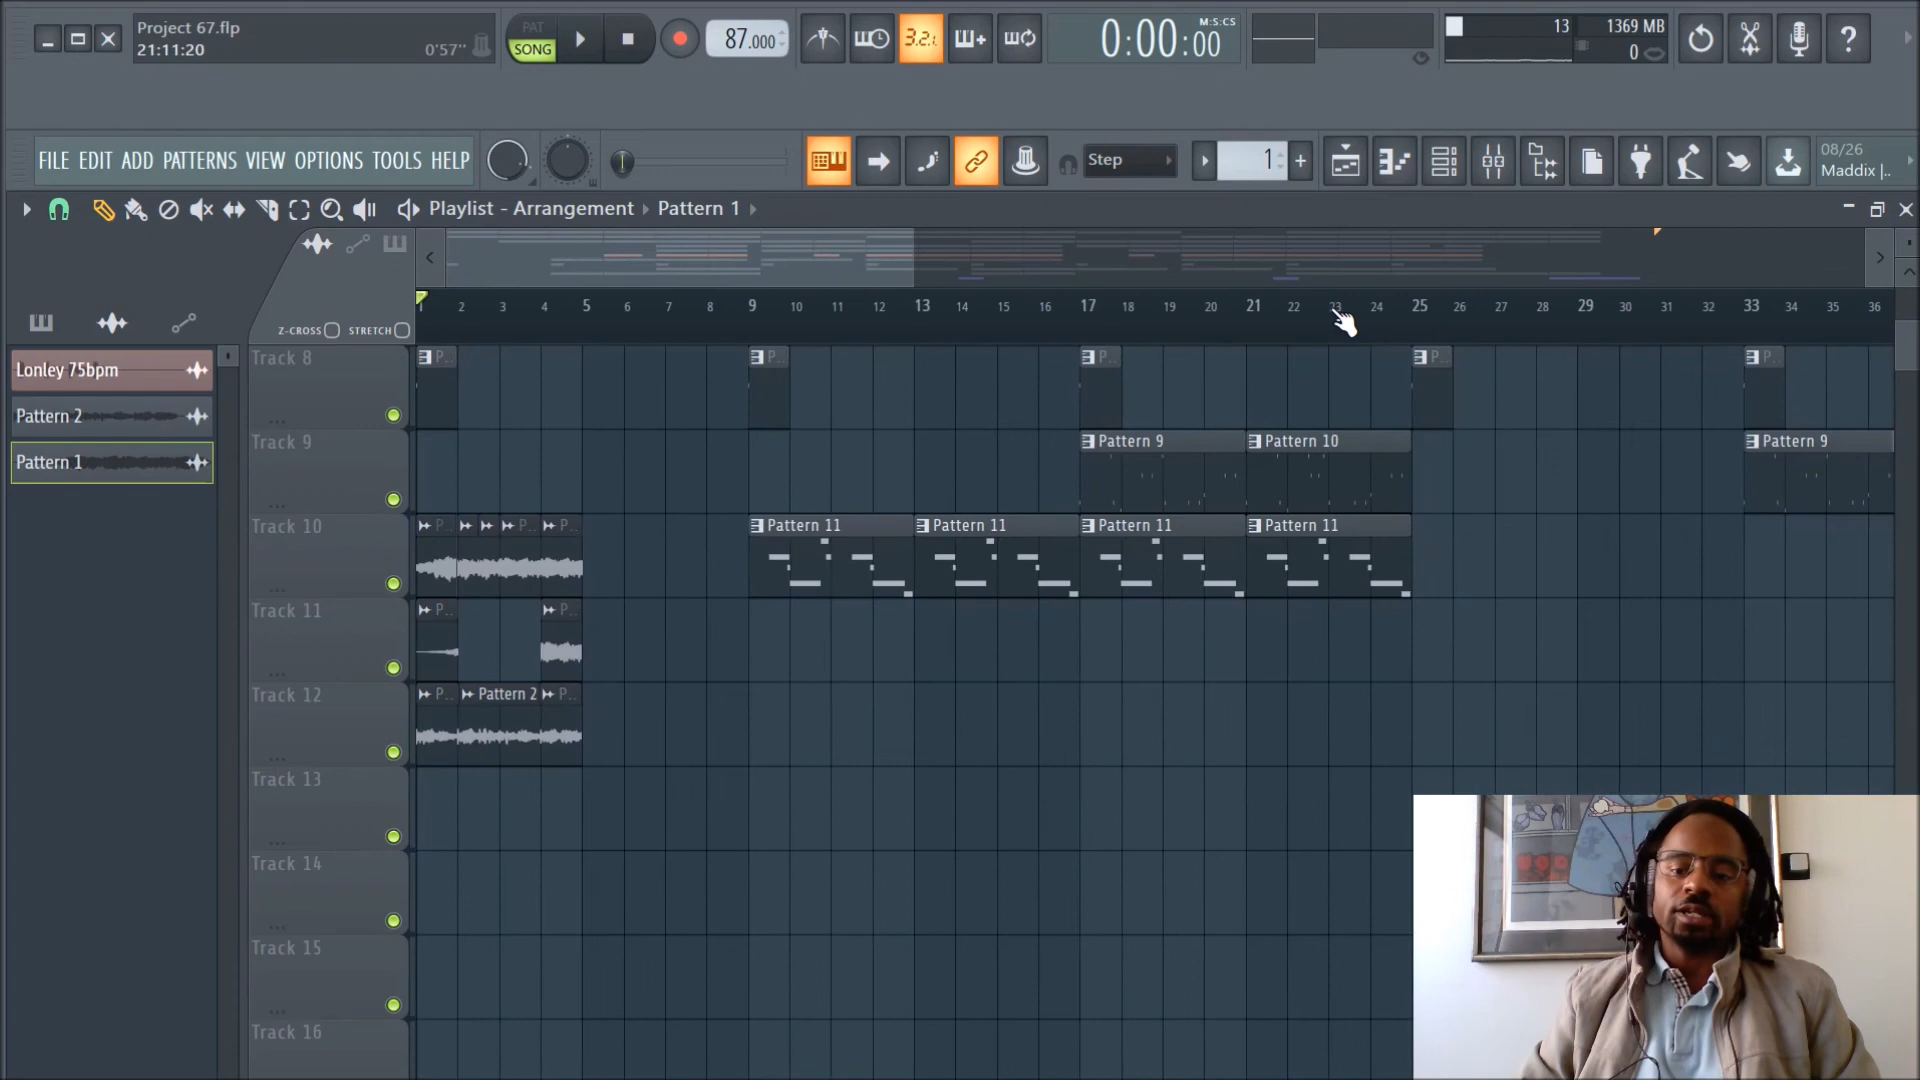 Project 67.flp
21:11:20
0'57''
PAT
SONG
87.000
3.2.
0:00:00
M:S:CS
13
1369 MB
0
?
FILE EDIT ADD PATTERNS VIEW OPTIONS TOOLS HELP
Step
1
+
08/26
Maddix |..
Playlist - Arrangement
Pattern 1
Z-CROSS
STRETCH
1 2 3 4 5 6 7 8 9 10 11 12 13 14 15 16 17 18 19 20 21 22 23 24 25 26 27 28 29 30 31 32 33 34 35 36
Lonley 75bpm
Pattern 2
Pattern 1
Track 8
P.. P.. P.. P.. P..
Track 9
Pattern 9
Pattern 10
Pattern 9
Track 10
P.. P.. P..
Pattern 11
Pattern 11
Pattern 11
Pattern 11
Track 11
P.. P..
Track 12
P.. Pattern 2 P..
Track 13
Track 14
Track 15
Track 16